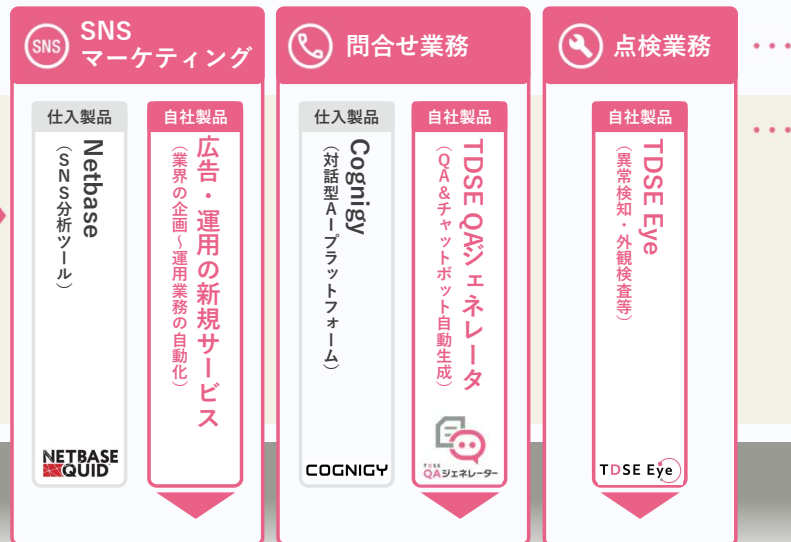 SNS
SNS
マーケティング
仕入製品
Netbase
（SNS分析ツール）
NETBASE
QUID
自社製品
広告・運用の新規サービス
（業界の企画～運用業務の自動化）
問合せ業務
仕入製品
Cognigy
（対話型AIプラットフォーム）
COGNIGY
自社製品
TDSE QAジェネレータ
（QA＆チャットボット自動生成）
TDSE
QAジェネレーター
点検業務
自社製品
TDSE Eye
（異常検知・外観検査等）
TDSE Eye